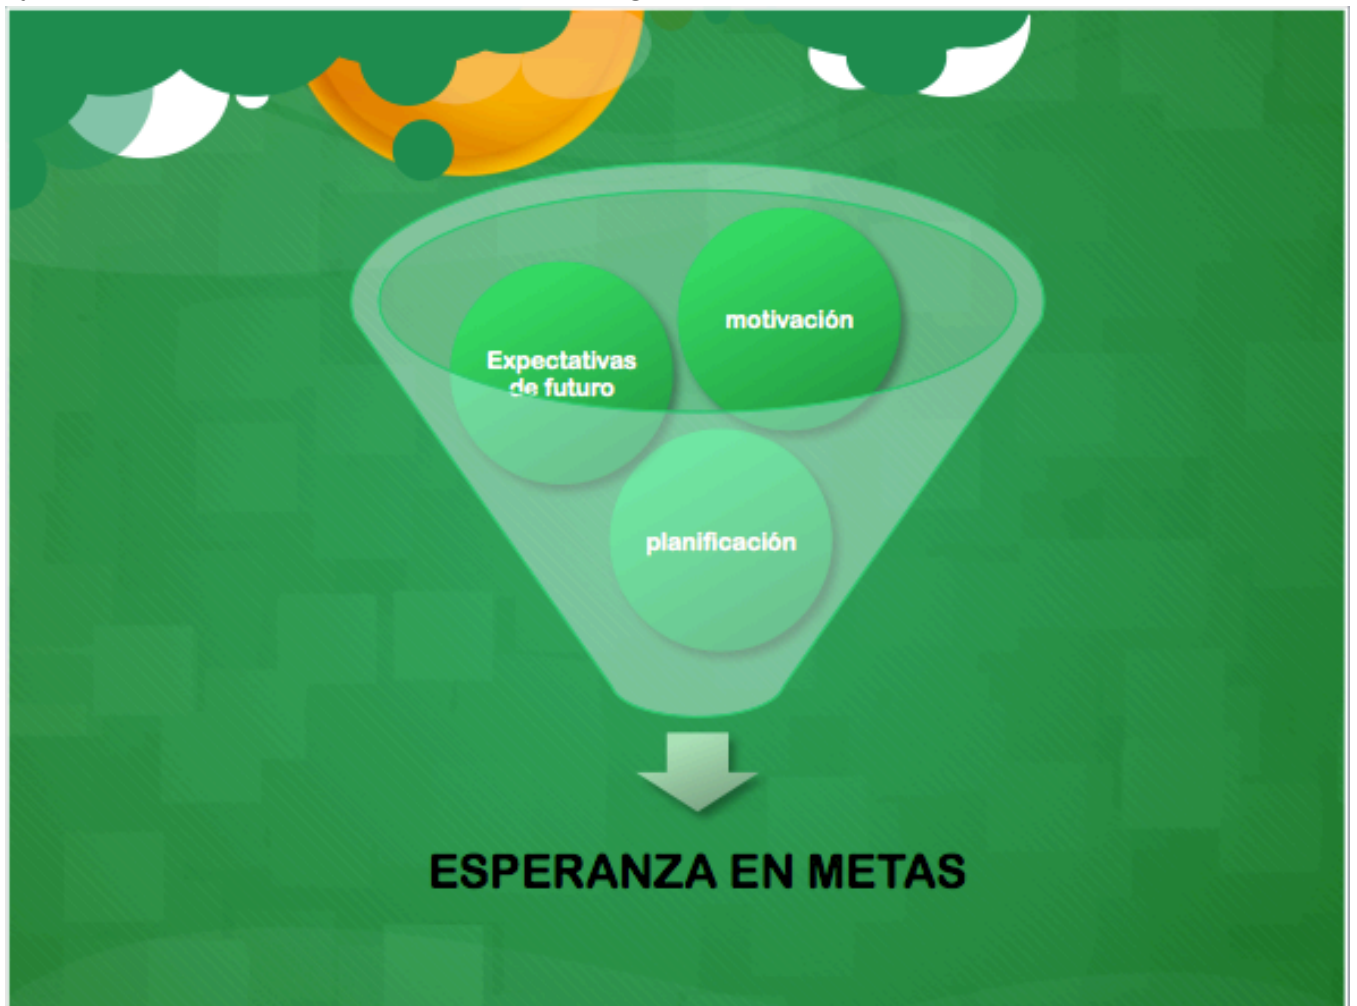 motivación
Expectativas
de futuro
planificación
ESPERANZA EN METAS